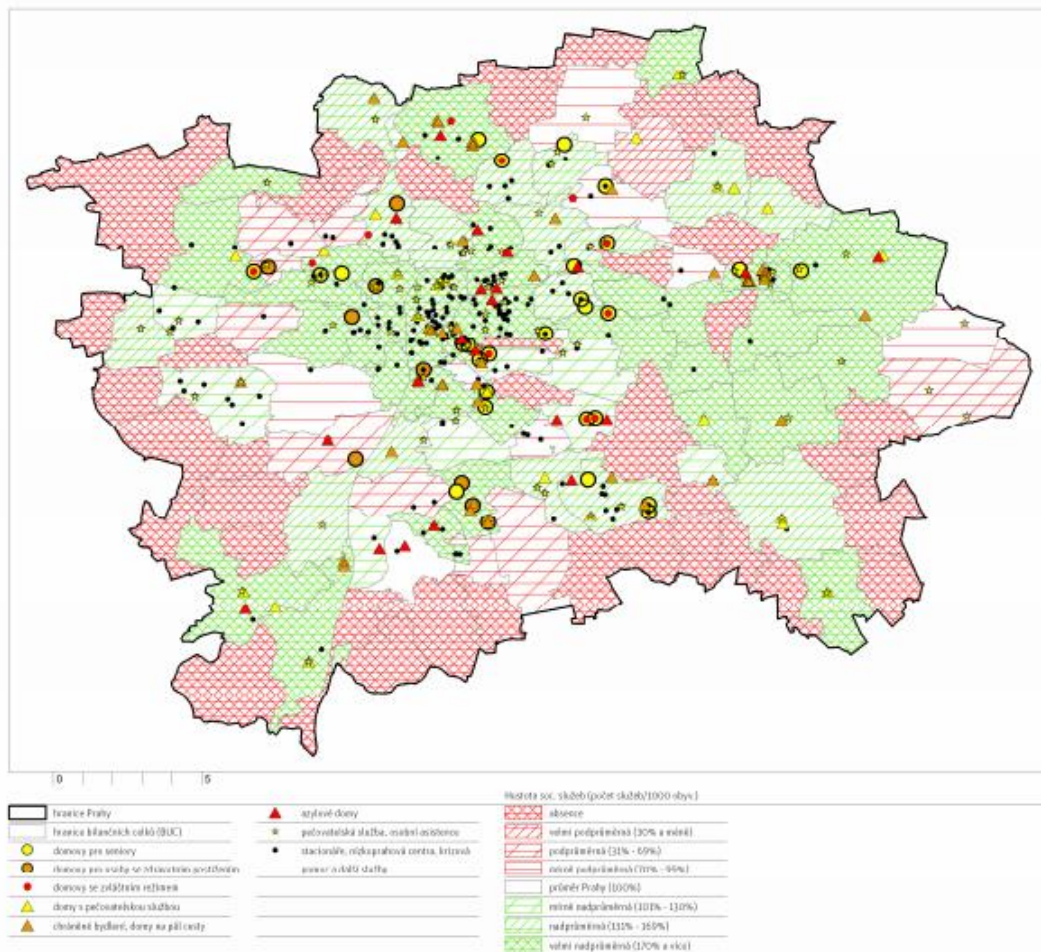 0 5
Hustota soc. služeb (počet služeb/1000 obyv.)
hranice Prahy
hranice bilančních celků (BUC)
domovy pro seniory
domovy pro osoby se zdravotním postižením
domovy se zvláštním režimem
domy s pečovatelskou službou
chráněné bydlení, domy na půl cesty
azylové domy
pečovatelská služba, osobní asistence
stacionáře, nízkoprahová centra, krizová
pomoc a další služby
absence
velmi podprůměrná (30% a méně)
podprůměrná (31% - 69%)
mírně podprůměrná (70% - 99%)
průměr Prahy (100%)
mírně nadprůměrná (101% - 130%)
nadprůměrná (131% - 169%)
velmi nadprůměrná (170% a více)